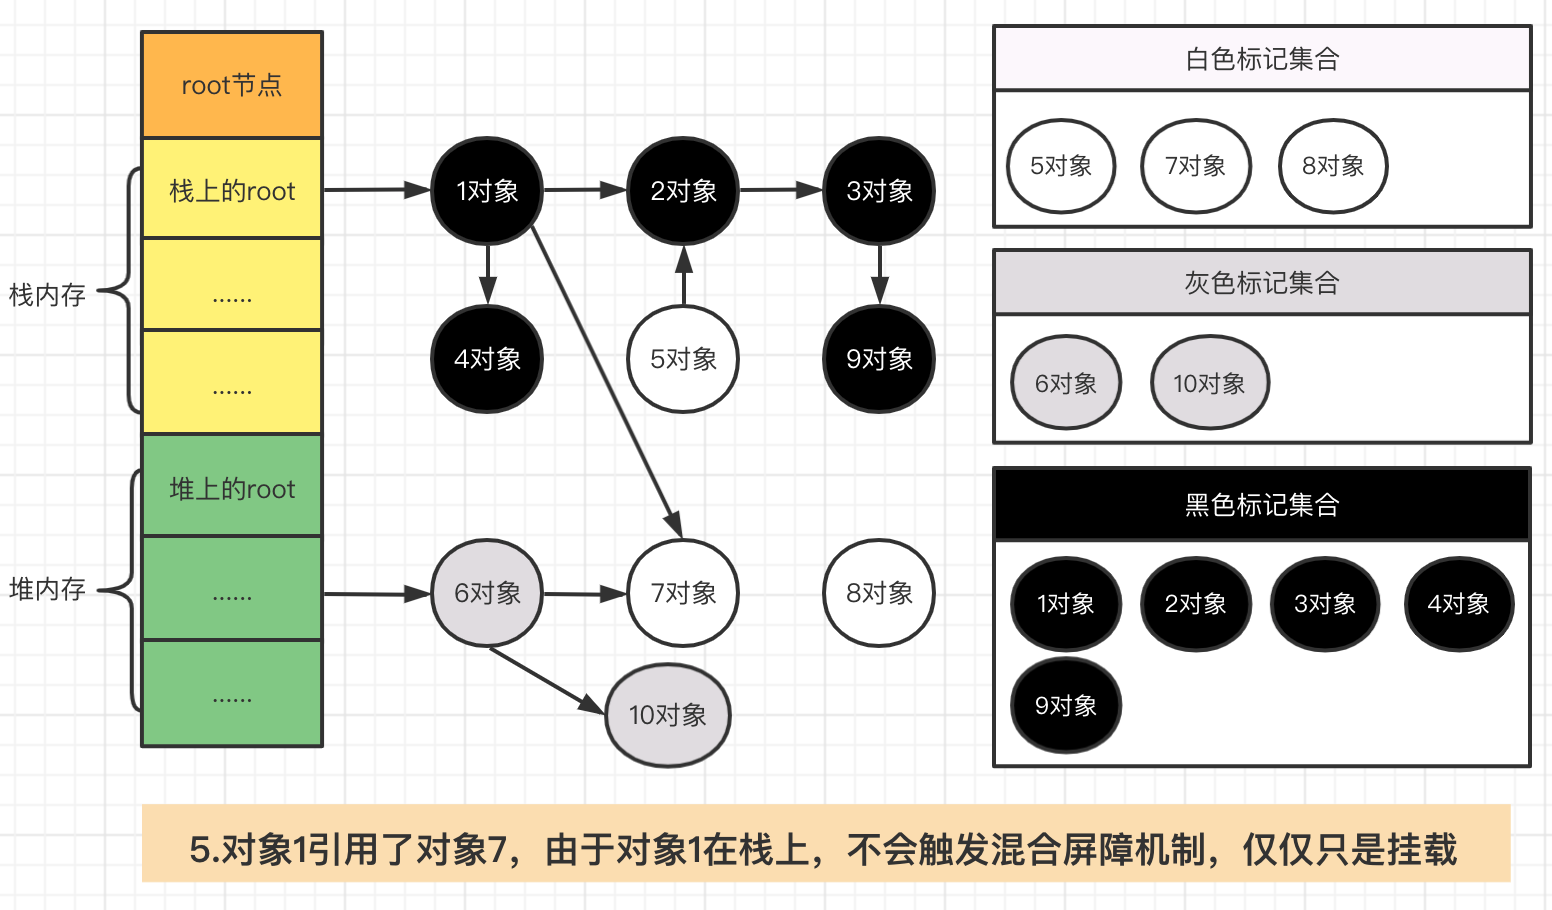 root节点
栈上的root
......
......
栈内存
堆上的root
......
......
堆内存
1对象
2对象
3对象
4对象
5对象
9对象
6对象
7对象
8对象
10对象
白色标记集合
5对象
7对象
8对象
灰色标记集合
6对象
10对象
黑色标记集合
1对象
2对象
3对象
4对象
9对象
5.对象1引用了对象7，由于对象1在栈上，不会触发混合屏障机制，仅仅只是挂载